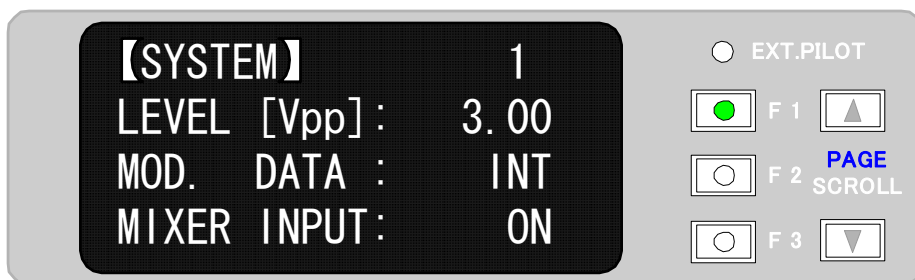 【SYSTEM】 1
LEVEL [Vpp]: 3.00
MOD. DATA : INT
MIXER INPUT: ON
EXT.PILOT
F 1
F 2
PAGE
SCROLL
F 3